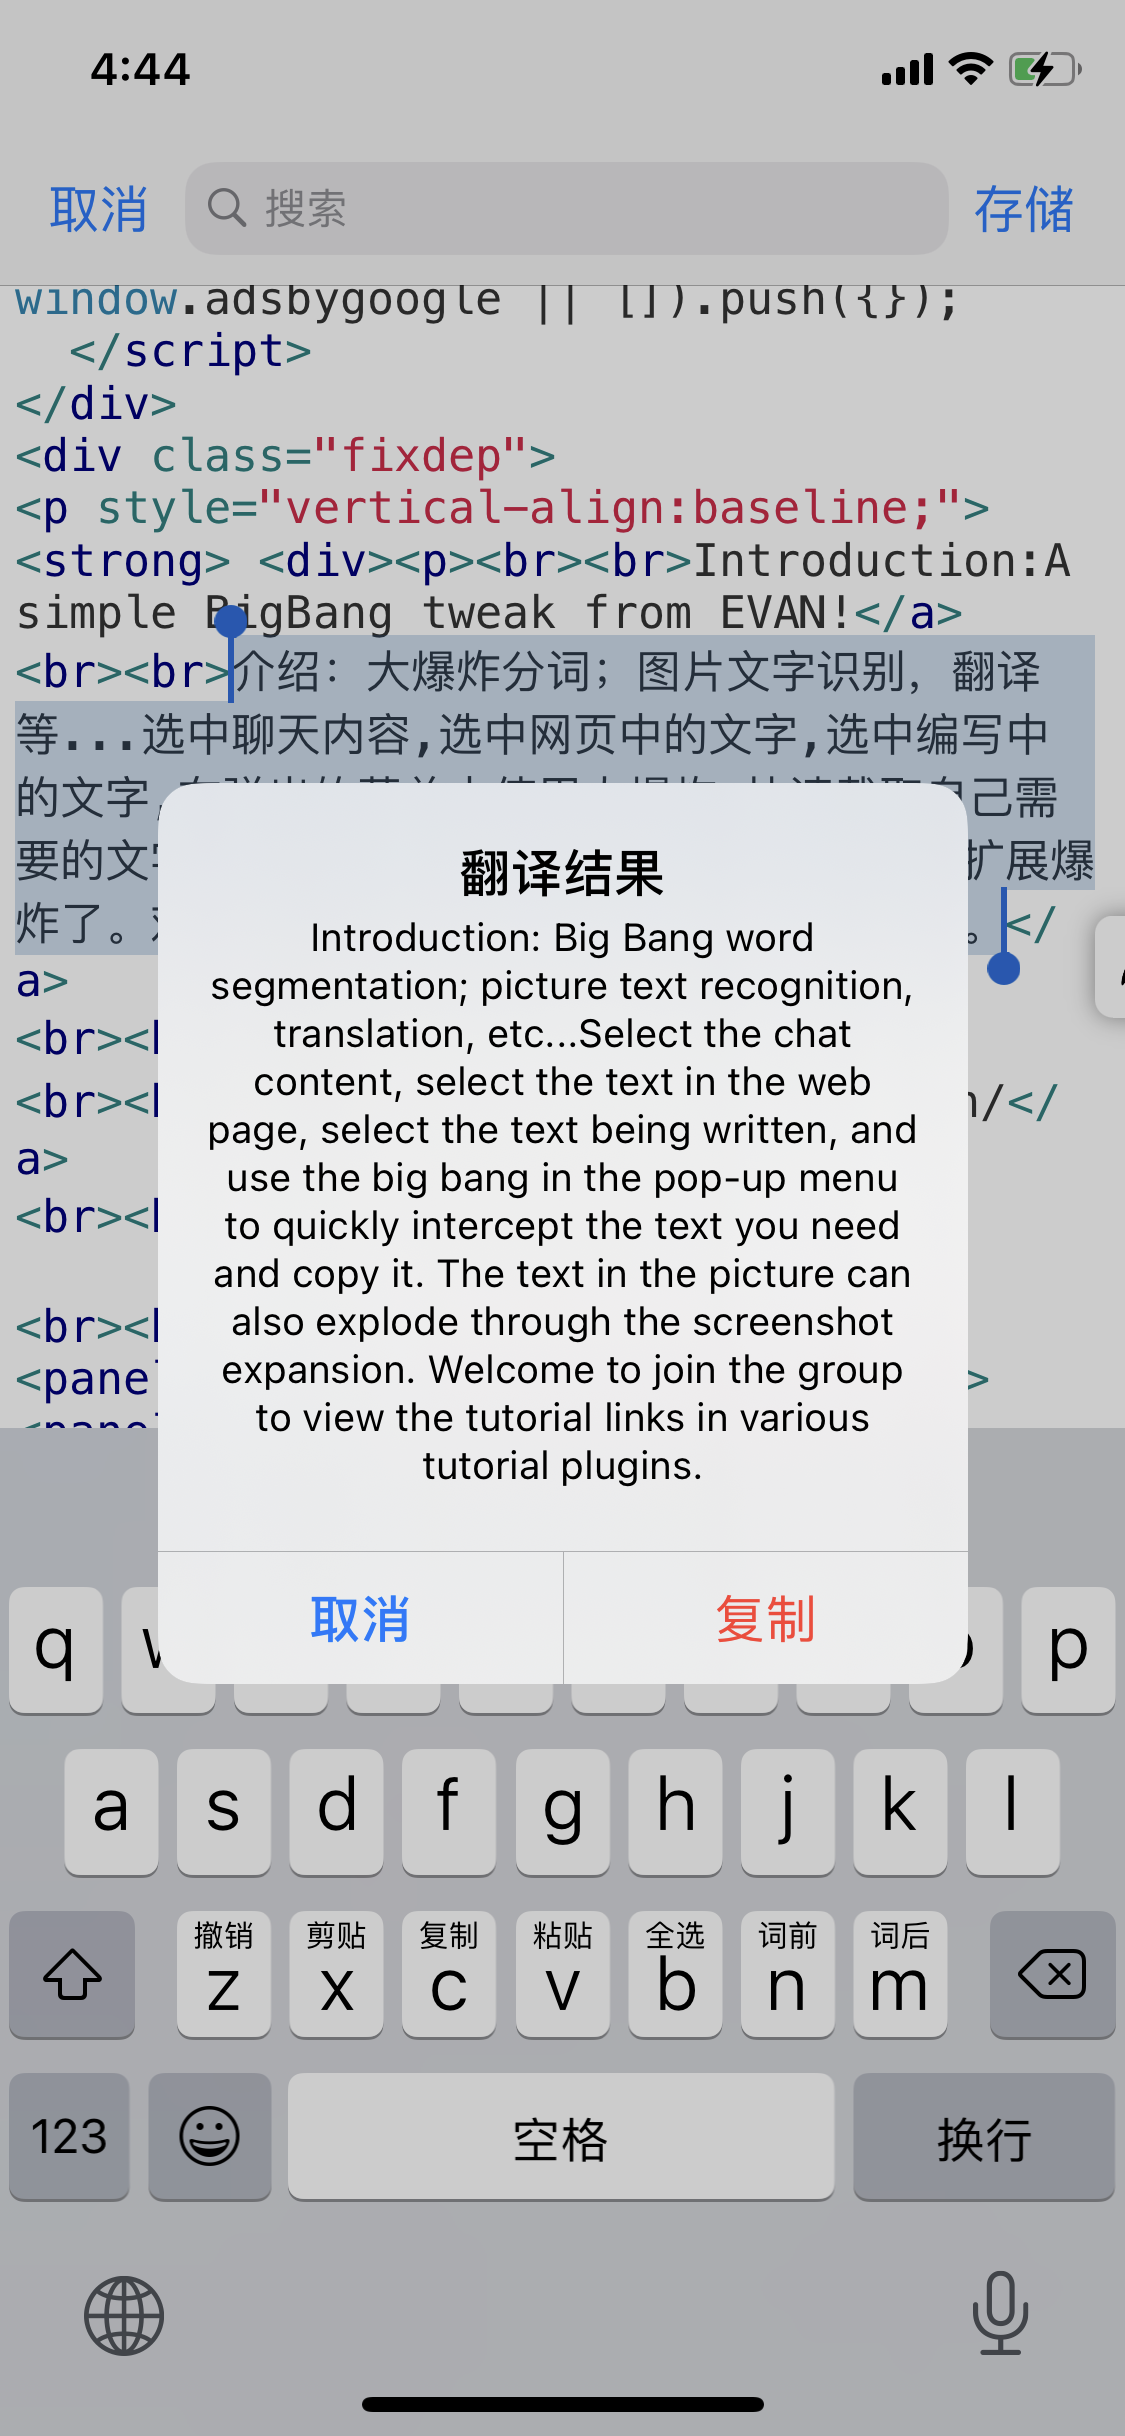 4:44
取消
搜索
存储
window.adsbygoogle || []).push({});
</script>
</div>
<div class="fixdep">
<p style="vertical-align:baseline;">
<strong> <div><p><br><br>Introduction:A
simple BigBang tweak from EVAN!</a>
<br><br>介绍：大爆炸分词；图片文字识别，翻译
等...选中聊天内容,选中网页中的文字,选中编写中
的文字, 自己需
要的文 扩展爆
炸了。 。</
a>
<br><
<br>< /</
a>
<br><
<br><
<pane >
翻译结果
Introduction: Big Bang word
segmentation; picture text recognition,
translation, etc...Select the chat
content, select the text in the web
page, select the text being written, and
use the big bang in the pop-up menu
to quickly intercept the text you need
and copy it. The text in the picture can
also explode through the screenshot
expansion. Welcome to join the group
to view the tutorial links in various
tutorial plugins.
取消
复制
q
p
a s d f g h j k l
撤销 剪贴 复制 粘贴 全选 词前 词后
z x c v b n m
123
空格
换行